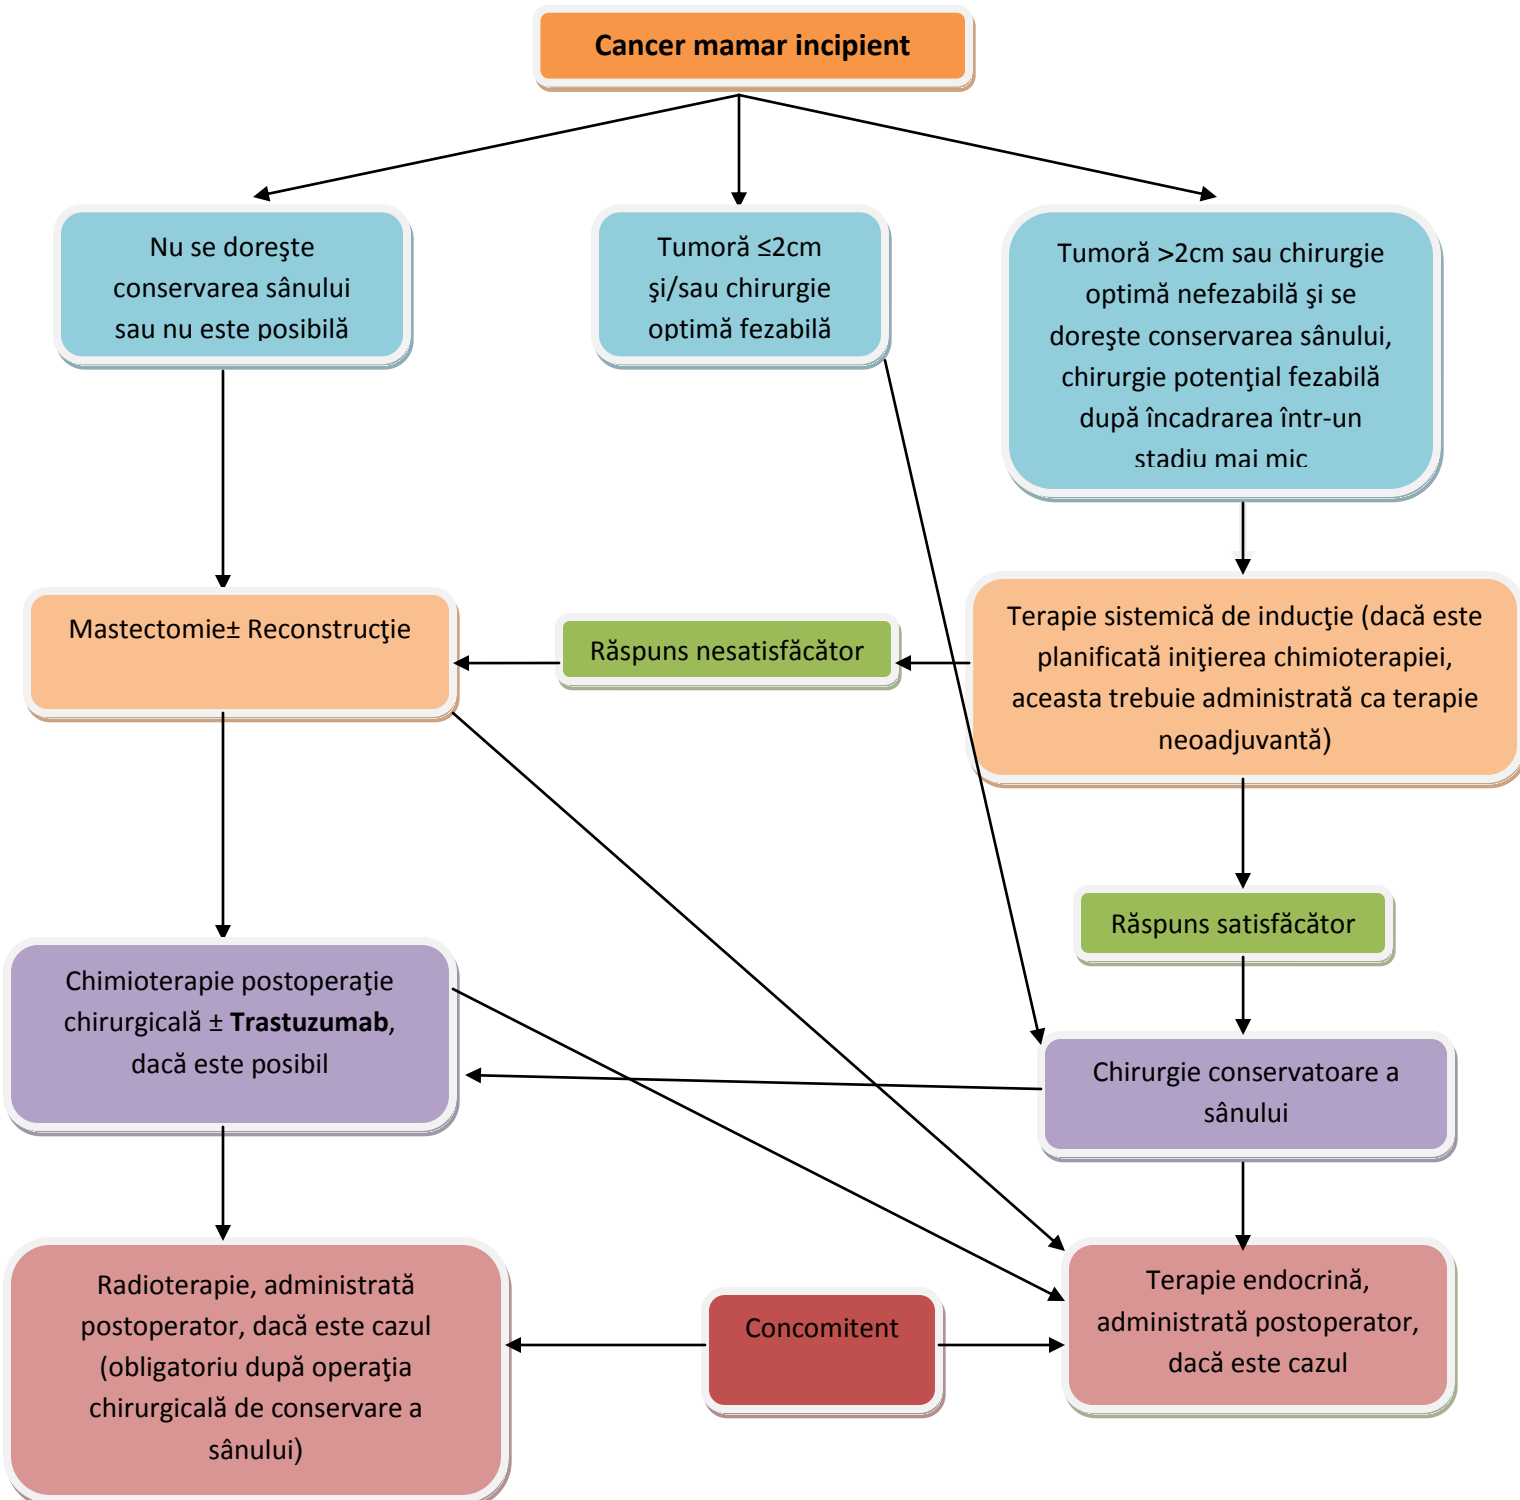 Cancer mamar incipient
Nu se doreşte
conservarea sânului
sau nu este posibilă
Tumoră ≤2cm
şi/sau chirurgie
optimă fezabilă
Tumoră >2cm sau chirurgie
optimă nefezabilă şi se
doreşte conservarea sânului,
chirurgie potenţial fezabilă
după încadrarea într-un
stadiu mai mic
Mastectomie± Reconstrucţie
Răspuns nesatisfăcător
Terapie sistemică de inducţie (dacă este
planificată iniţierea chimioterapiei,
aceasta trebuie administrată ca terapie
neoadjuvantă)
Răspuns satisfăcător
Chimioterapie postoperaţie
chirurgicală ± Trastuzumab,
dacă este posibil
Chirurgie conservatoare a
sânului
Radioterapie, administrată
postoperator, dacă este cazul
(obligatoriu după operaţia
chirurgicală de conservare a
sânului)
Concomitent
Terapie endocrină,
administrată postoperator,
dacă este cazul